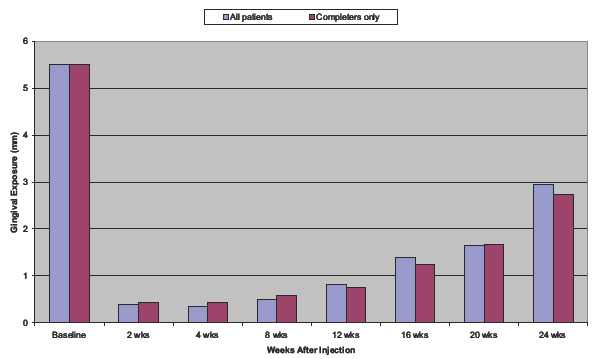 All patients Completers only
6
5
4
3
2
1
0
Gingival Exposure (mm)
Baseline 2 wks 4 wks 8 wks 12 wks 16 wks 20 wks 24 wks
Weeks After Injection